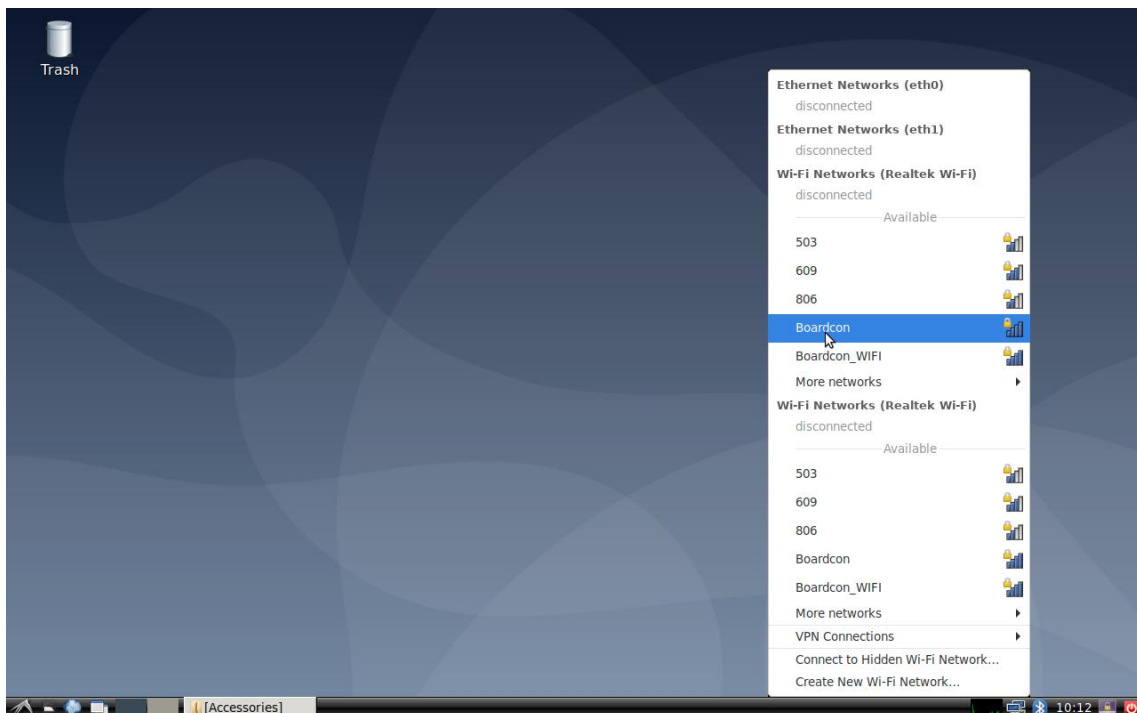 Trash
Ethernet Networks (eth0)
disconnected
Ethernet Networks (eth1)
disconnected
Wi-Fi Networks (Realtek Wi-Fi)
disconnected
Available
503
609
806
Boardcon
Boardcon_WIFI
More networks
Wi-Fi Networks (Realtek Wi-Fi)
disconnected
Available
503
609
806
Boardcon
Boardcon_WIFI
More networks
VPN Connections
Connect to Hidden Wi-Fi Network...
Create New Wi-Fi Network...
[Accessories]
10:12